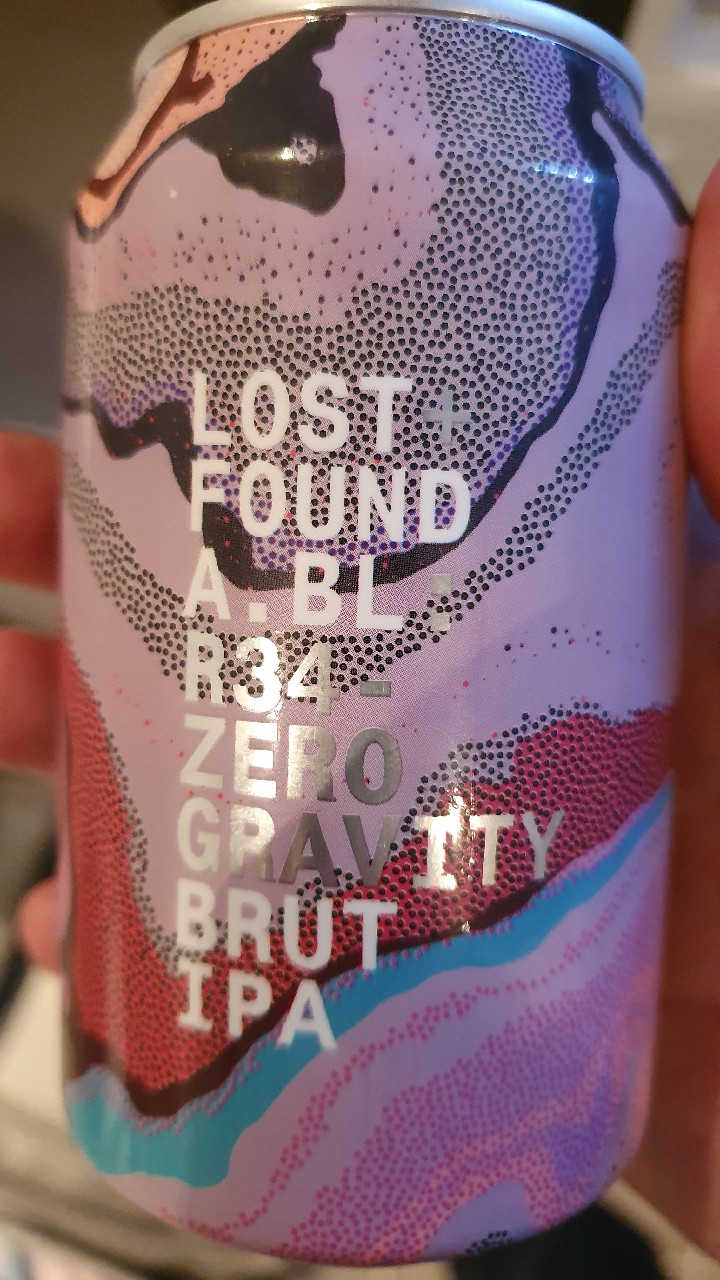 LOST+
FOUND
A.BL:
R34-
ZERO
GRAVITY
BRUT
IPA